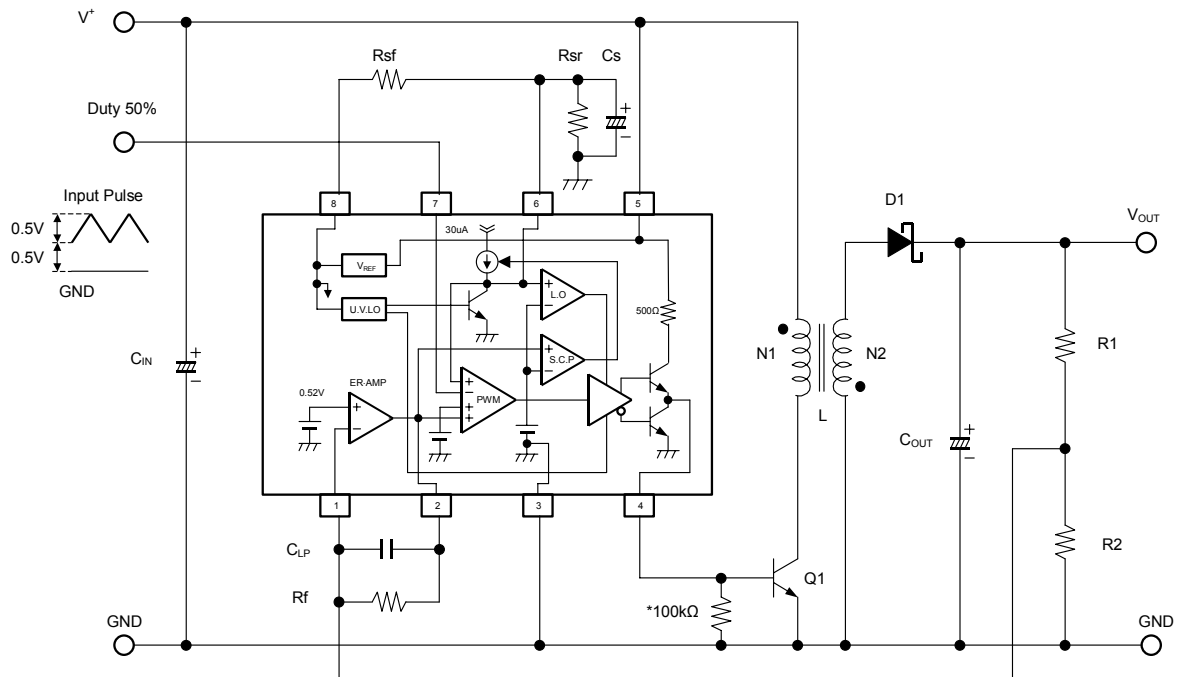 V+
Rsf
Rsr
Cs
Duty 50%
Input Pulse
0.5V
0.5V
GND
8
7
6
5
30uA
VREF
U.V.LO
L.O
S.C.P
500Ω
ER-AMP
0.52V
PWM
+
−
+
−
+
−
+
+
+
−
1
2
3
4
CIN
+
−
+
−
CLP
Rf
*100kΩ
Q1
N1
N2
L
D1
VOUT
R1
COUT
+
−
R2
GND
GND